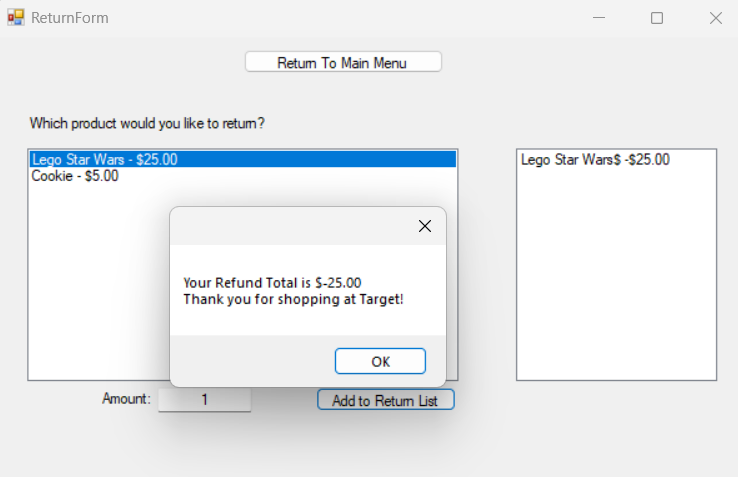 ReturnForm
Return To Main Menu
Which product would you like to return?
Lego Star Wars - $25.00
Cookie - $5.00
Lego Star Wars$ -$25.00
Your Refund Total is $-25.00
Thank you for shopping at Target!
OK
Amount: 1
Add to Return List